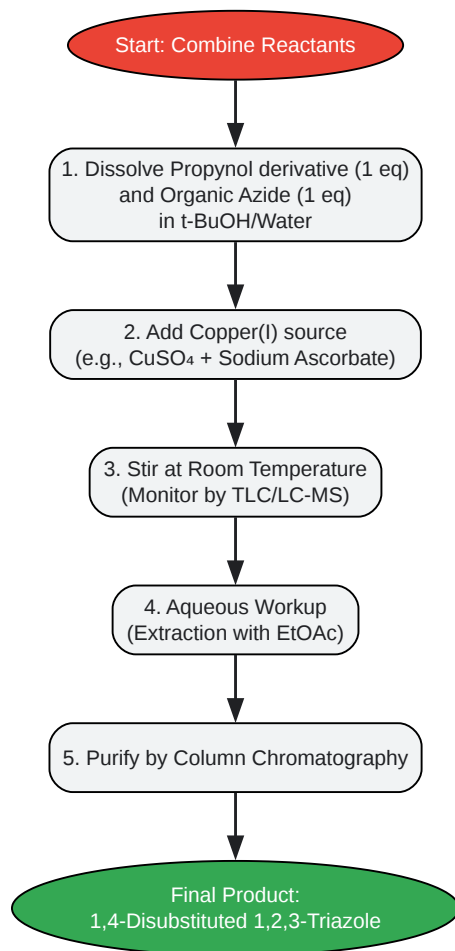 Start: Combine Reactants
1. Dissolve Propynol derivative (1 eq)
and Organic Azide (1 eq)
in t-BuOH/Water
2. Add Copper(I) source
(e.g., CuSO₄ + Sodium Ascorbate)
3. Stir at Room Temperature
(Monitor by TLC/LC-MS)
4. Aqueous Workup
(Extraction with EtOAc)
5. Purify by Column Chromatography
Final Product:
1,4-Disubstituted 1,2,3-Triazole